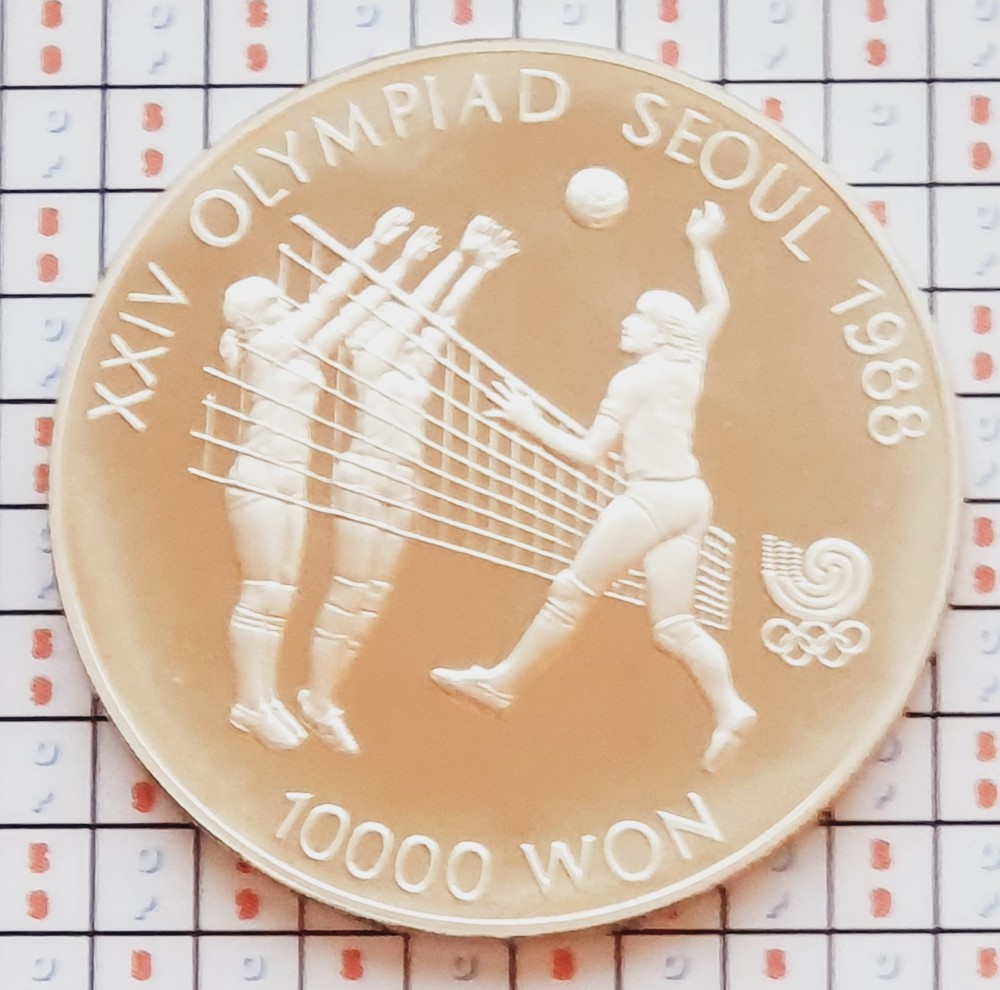 XXIV OLYMPIAD SEOUL 1988
10000 WON